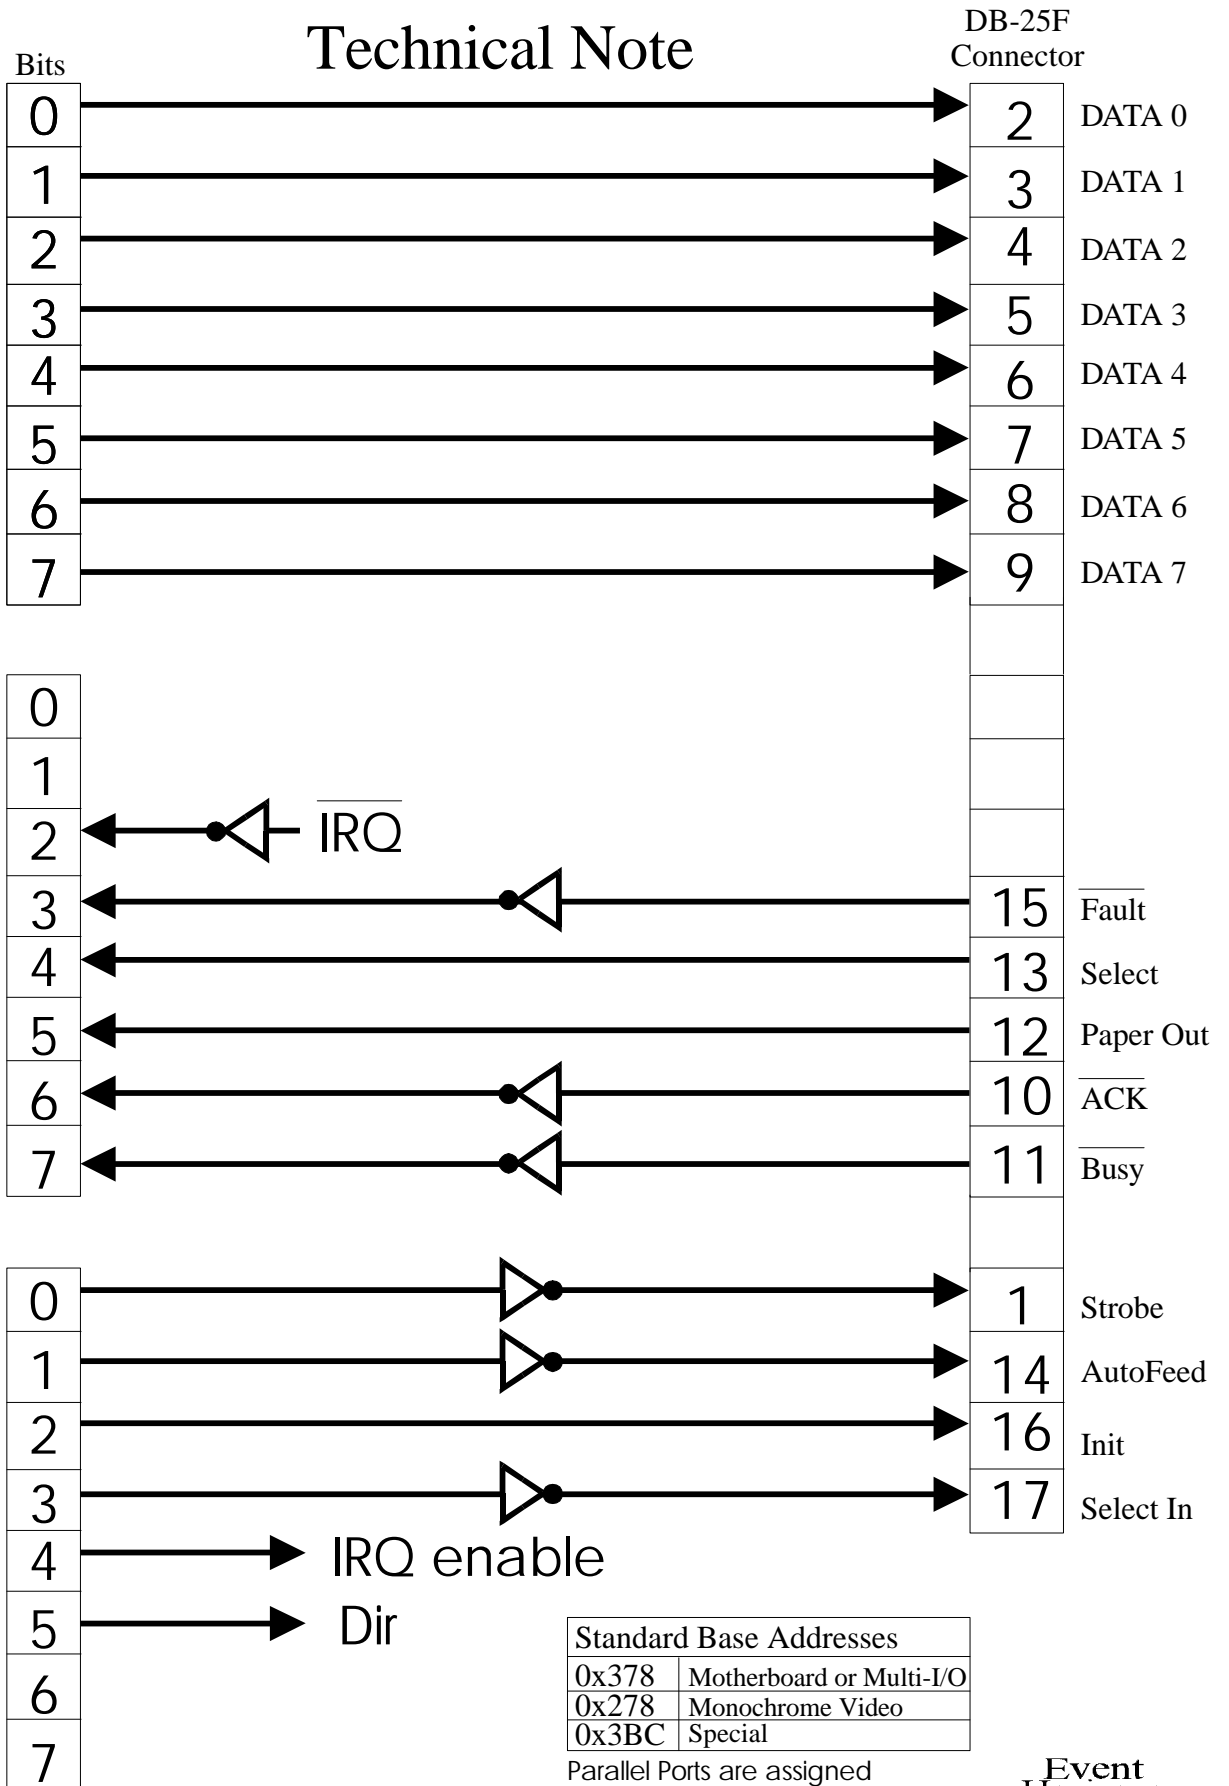 Technical Note
DB-25F
Connector
Bits
0 2 DATA 0
1 3 DATA 1
2 4 DATA 2
3 5 DATA 3
4 6 DATA 4
5 7 DATA 5
6 8 DATA 6
7 9 DATA 7
0
1
2 IRQ
3 15 Fault
4 13 Select
5 12 Paper Out
6 10 ACK
7 11 Busy
0 1 Strobe
1 14 AutoFeed
2 16 Init
3 17 Select In
4 IRQ enable
5 Dir
6
7
Standard Base Addresses
0x378 Motherboard or Multi-I/O
0x278 Monochrome Video
0x3BC Special
Parallel Ports are assigned
Event